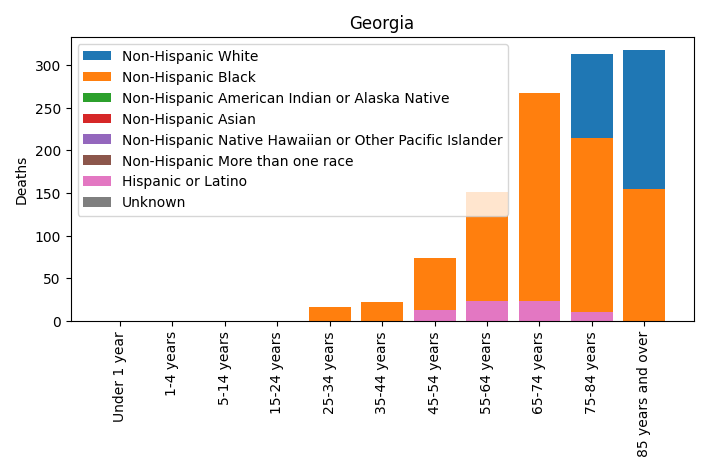 Georgia
Non-Hispanic White
Non-Hispanic Black
Non-Hispanic American Indian or Alaska Native
Non-Hispanic Asian
Non-Hispanic Native Hawaiian or Other Pacific Islander
Non-Hispanic More than one race
Hispanic or Latino
Unknown
Deaths
300
250
200
150
100
50
0
Under 1 year
1-4 years
5-14 years
15-24 years
25-34 years
35-44 years
45-54 years
55-64 years
65-74 years
75-84 years
85 years and over